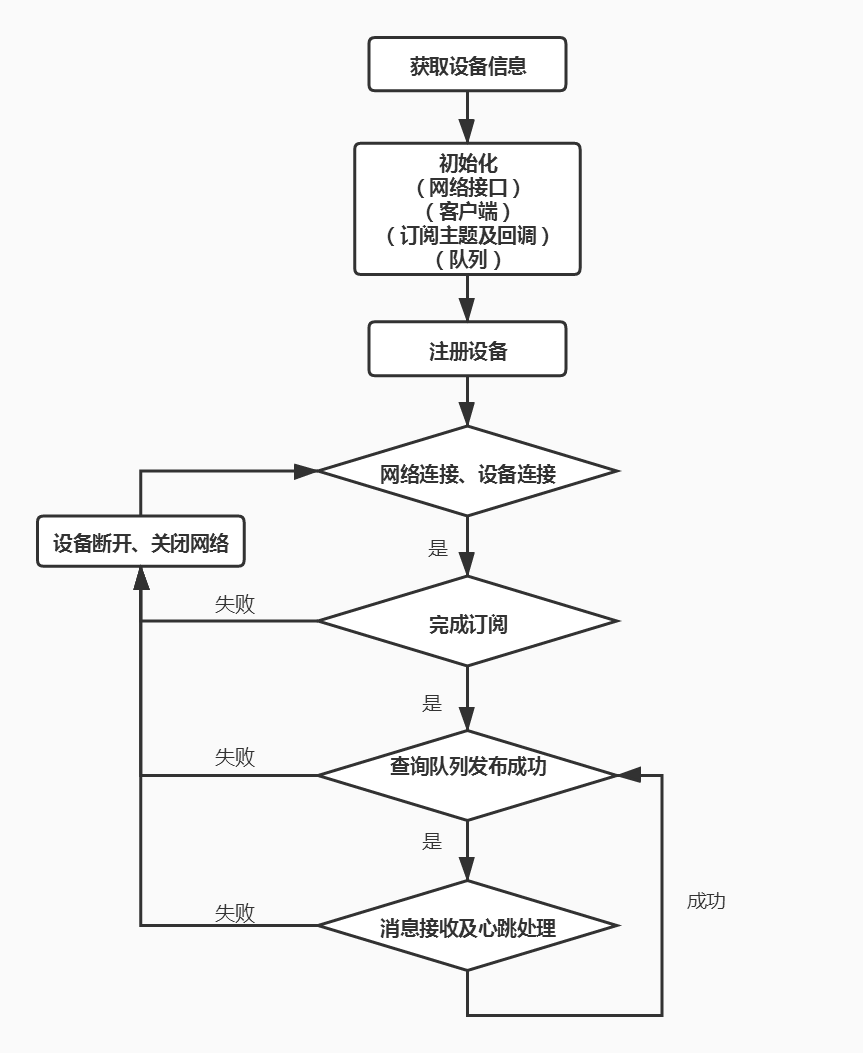 获取设备信息
初始化
（网络接口）
（客户端）
（订阅主题及回调）
（队列）
注册设备
网络连接、设备连接
设备断开、关闭网络
是
失败
完成订阅
是
失败
查询队列发布成功
是
成功
失败
消息接收及心跳处理